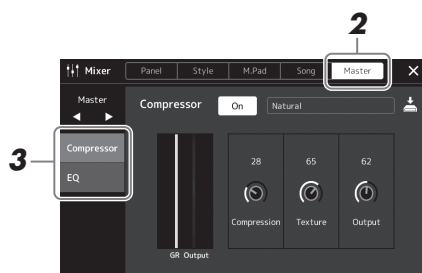 2
Mixer Panel Style M.Pad Song Master ×
Master
Compressor On Natural
3
Compressor
EQ
28 65 62
Compression Texture Output
GR Output